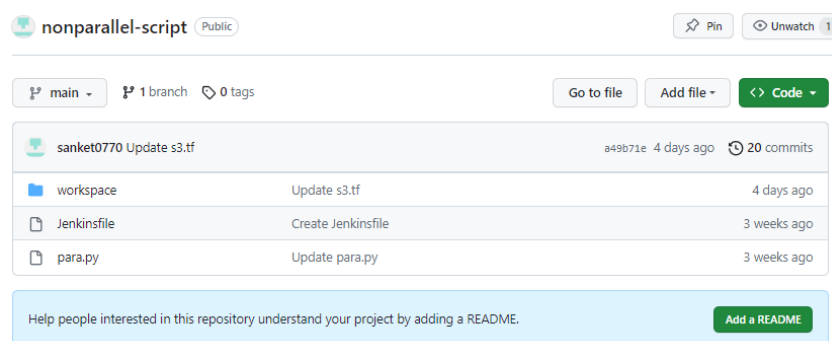 nonparallel-script Public Pin Unwatch 1
main 1 branch 0 tags Go to file Add file Code
sanket0770 Update s3.tf a49b71e 4 days ago 20 commits
workspace Update s3.tf 4 days ago
Jenkinsfile Create Jenkinsfile 3 weeks ago
para.py Update para.py 3 weeks ago
Help people interested in this repository understand your project by adding a README. Add a README